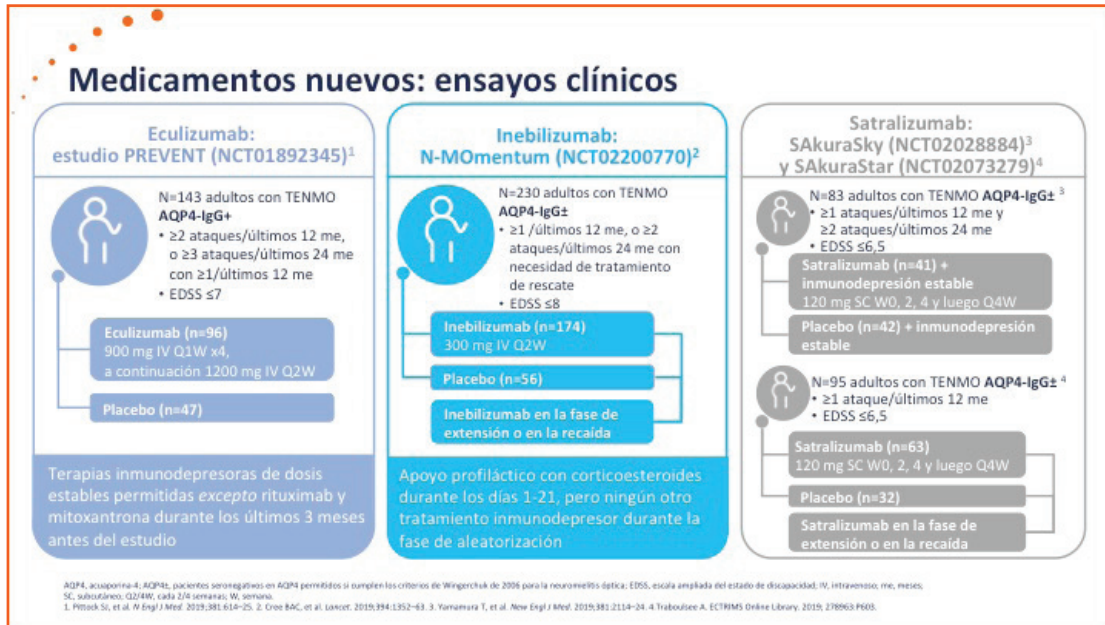 Medicamentos nuevos: ensayos clínicos
Eculizumab:
estudio PREVENT (NCT01892345)¹
N=143 adultos con TENMO
AQP4-IgG+
• ≥2 ataques/últimos 12 me,
o ≥3 ataques/últimos 24 me
con ≥1/últimos 12 me
• EDSS ≤7
Eculizumab (n=96)
900 mg IV Q1W x4,
a continuación 1200 mg IV Q2W
Placebo (n=47)
Terapias inmunodepresoras de dosis
estables permitidas excepto rituximab y
mitoxantrona durante los últimos 3 meses
antes del estudio
Inebilizumab:
N-MOmentum (NCT02200770)²
N=230 adultos con TENMO
AQP4-IgG±
• ≥1 /últimos 12 me, o ≥2
ataques/últimos 24 me con
necesidad de tratamiento
de rescate
• EDSS ≤8
Inebilizumab (n=174)
300 mg IV Q2W
Placebo (n=56)
Inebilizumab en la fase de
extensión o en la recaída
Apoyo profiláctico con corticoesteroides
durante los días 1-21, pero ningún otro
tratamiento inmunodepresor durante la
fase de aleatorización
Satralizumab:
SAkuraSky (NCT02028884)³
y SAkuraStar (NCT02073279)⁴
N=83 adultos con TENMO AQP4-IgG± ³
• ≥1 ataques/últimos 12 me y
≥2 ataques/últimos 24 me
• EDSS ≤6,5
Satralizumab (n=41) +
inmunodepresión estable
120 mg SC W0, 2, 4 y luego Q4W
Placebo (n=42) + inmunodepresión
estable
N=95 adultos con TENMO AQP4-IgG± ⁴
• ≥1 ataque/últimos 12 me
• EDSS ≤6,5
Satralizumab (n=63)
120 mg SC W0, 2, 4 y luego Q4W
Placebo (n=32)
Satralizumab en la fase de
extensión o en la recaída
AQP4, acuaporina-4; AQP4±, pacientes seronegativos en AQP4 permitidos si cumplen los criterios de Wingerchuk de 2006 para la neuromielitis óptica; EDSS, escala ampliada del estado de discapacidad; IV, intravenoso; me, meses;
SC, subcutáneo; Q2/4W, cada 2/4 semanas; W, semana.
1. Pittock SJ, et al. N Engl J Med. 2019;381:614–25. 2. Cree BAC, et al. Lancet. 2019;394:1352–63. 3. Yamamura T, et al. New Engl J Med. 2019;381:2114–24. 4. Traboulsee A. ECTRIMS Online Library. 2019; 278963:P603.